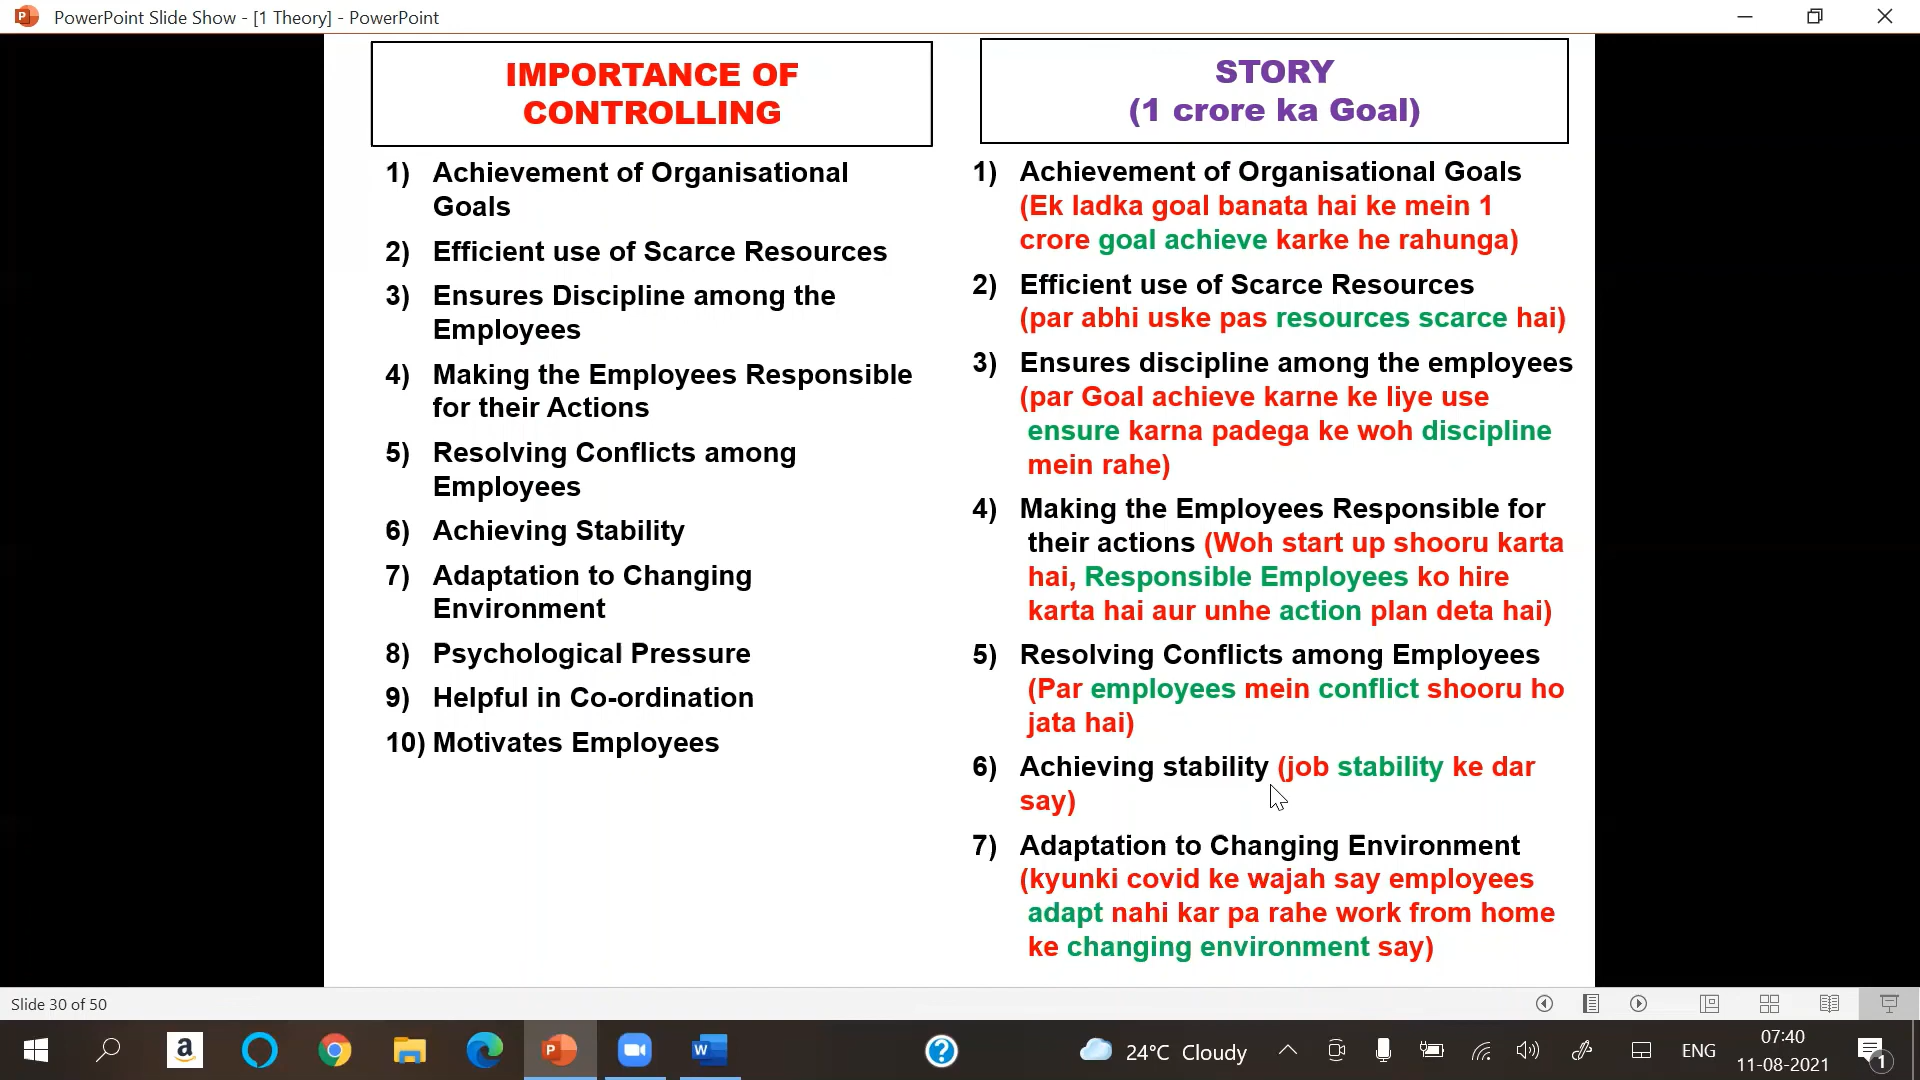 PowerPoint Slide Show - [1 Theory] - PowerPoint
IMPORTANCE OF
CONTROLLING
1) Achievement of Organisational
Goals
2) Efficient use of Scarce Resources
3) Ensures Discipline among the
Employees
4) Making the Employees Responsible
for their Actions
5) Resolving Conflicts among
Employees
6) Achieving Stability
7) Adaptation to Changing
Environment
8) Psychological Pressure
9) Helpful in Co-ordination
10) Motivates Employees
STORY
(1 crore ka Goal)
1) Achievement of Organisational Goals
(Ek ladka goal banata hai ke mein 1
crore goal achieve karke he rahunga)
2) Efficient use of Scarce Resources
(par abhi uske pas resources scarce hai)
3) Ensures discipline among the employees
(par Goal achieve karne ke liye use
ensure karna padega ke woh discipline
mein rahe)
4) Making the Employees Responsible for
their actions (Woh start up shooru karta
hai, Responsible Employees ko hire
karta hai aur unhe action plan deta hai)
5) Resolving Conflicts among Employees
(Par employees mein conflict shooru ho
jata hai)
6) Achieving stability (job stability ke dar
say)
7) Adaptation to Changing Environment
(kyunki covid ke wajah say employees
adapt nahi kar pa rahe work from home
ke changing environment say)
Slide 30 of 50
24°C Cloudy
ENG
07:40
11-08-2021
1